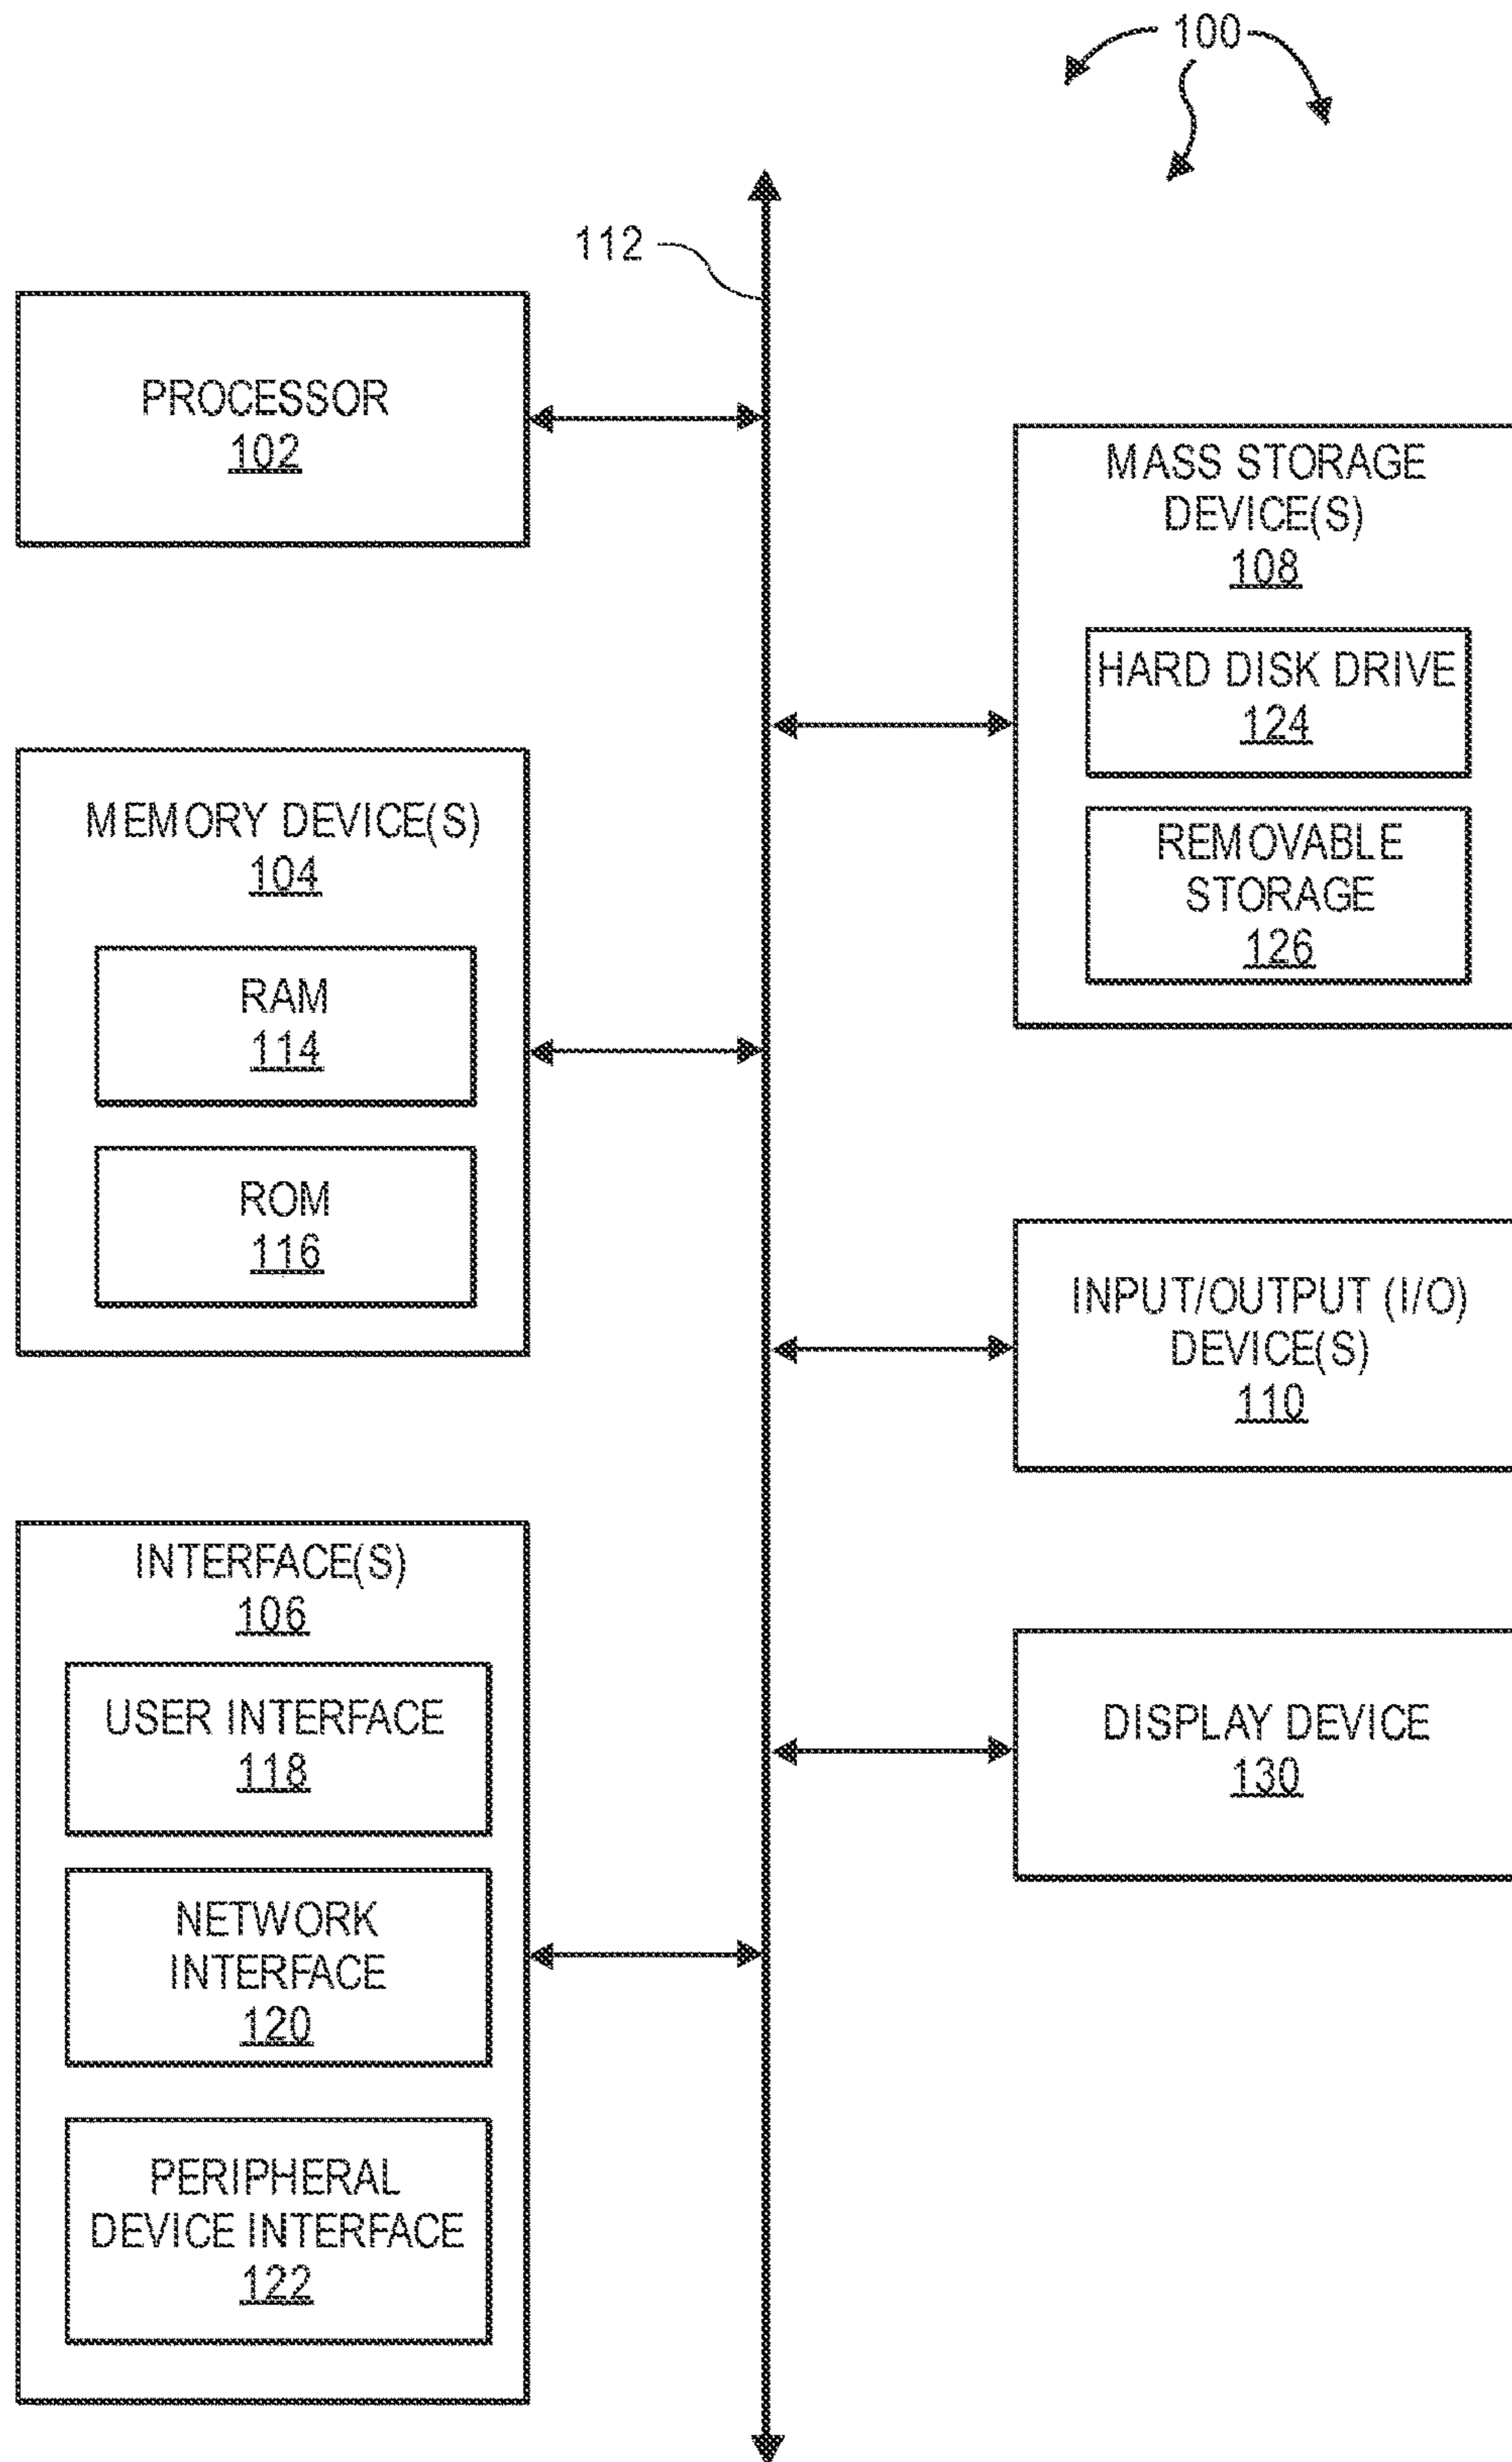 100
112
PROCESSOR
102
MEMORY DEVICE(S)
104
RAM
114
ROM
116
INTERFACE(S)
106
USER INTERFACE
118
NETWORK
INTERFACE
120
PERIPHERAL
DEVICE INTERFACE
122
MASS STORAGE
DEVICE(S)
108
HARD DISK DRIVE
124
REMOVABLE
STORAGE
126
INPUT/OUTPUT (I/O)
DEVICE(S)
110
DISPLAY DEVICE
130